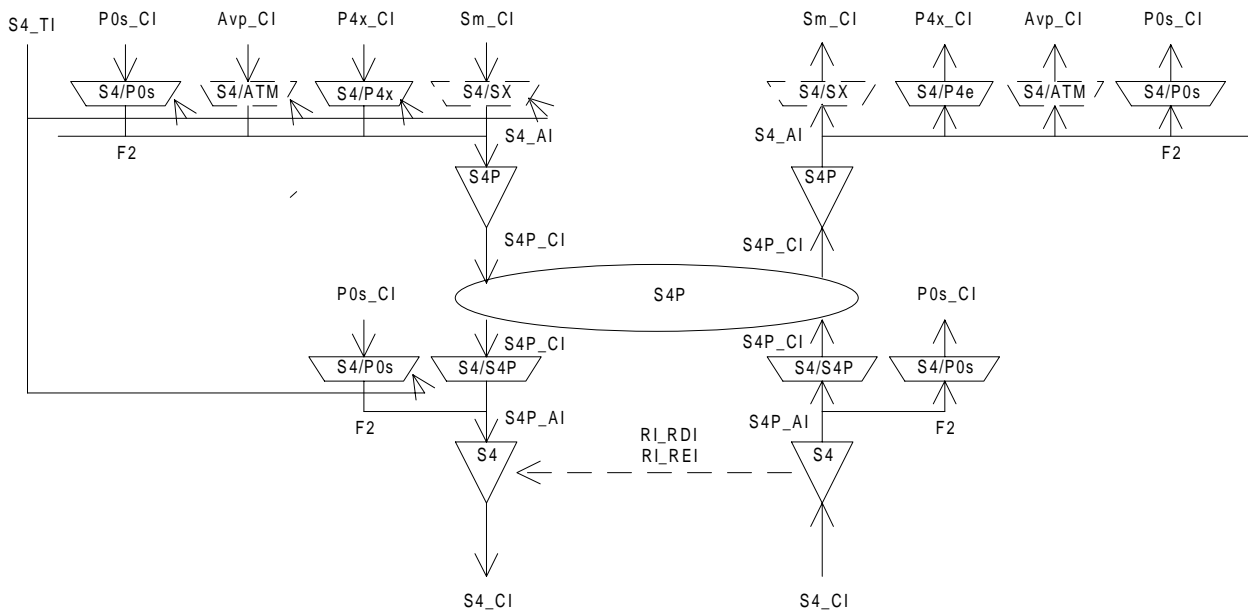 S4_TI P0s_CI Avp_CI P4x_CI Sm_CI Sm_CI P4x_CI Avp_CI P0s_CI
S4/P0s S4/ATM S4/P4x S4/SX S4/SX S4/P4e S4/ATM S4/P0s
F2 S4_AI S4_AI F2
S4P S4P
S4P_CI S4P_CI
P0s_CI S4P P0s_CI
S4P_CI S4P_CI
S4/P0s S4/S4P S4/S4P S4/P0s
F2 S4P_AI S4P_AI F2
RI_RDI
RI_REI
S4 S4
S4_CI S4_CI